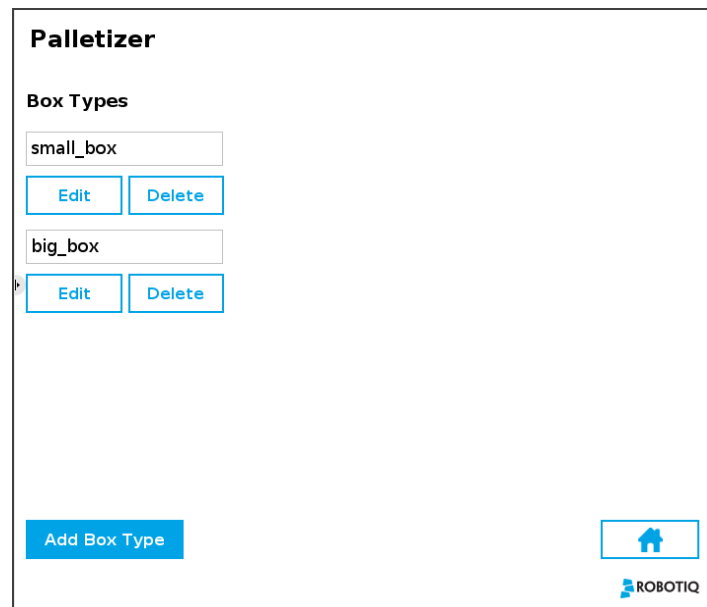 Palletizer
Box Types
small_box
Edit Delete
big_box
Edit Delete
Add Box Type
ROBOTIQ